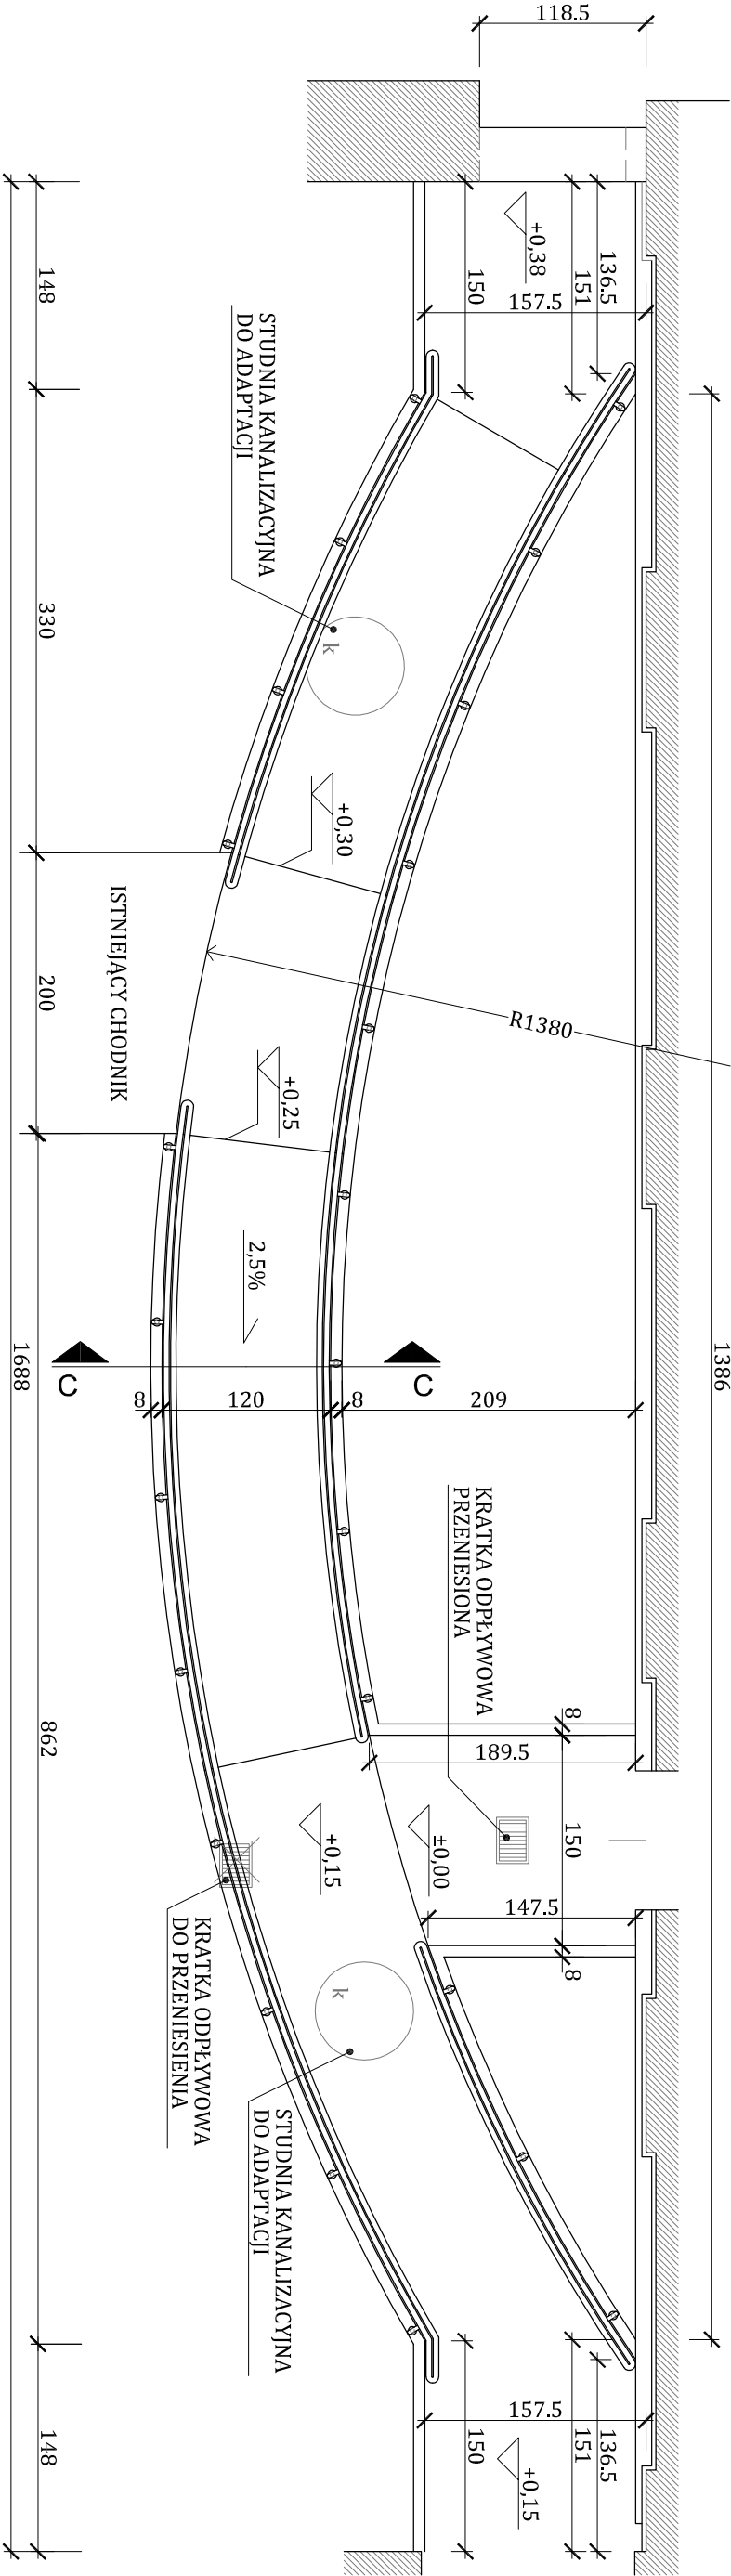 118.5
+0,38
150
151
136.5
157.5
148
STUDNIA KANALIZACYJNA
DO ADAPTACJI
k
330
+0,30
ISTNIEJĄCY CHODNIK
200
R1380
+0,25
2,5%
C
C
1688
1386
8
120
8
209
KRATKA ODPŁYWOWA
PRZENIESIONA
8
189.5
862
150
±0,00
+0,15
147.5
8
KRATKA ODPŁYWOWA
DO PRZENIESIENIA
k
STUDNIA KANALIZACYJNA
DO ADAPTACJI
157.5
148
150
151
136.5
+0,15